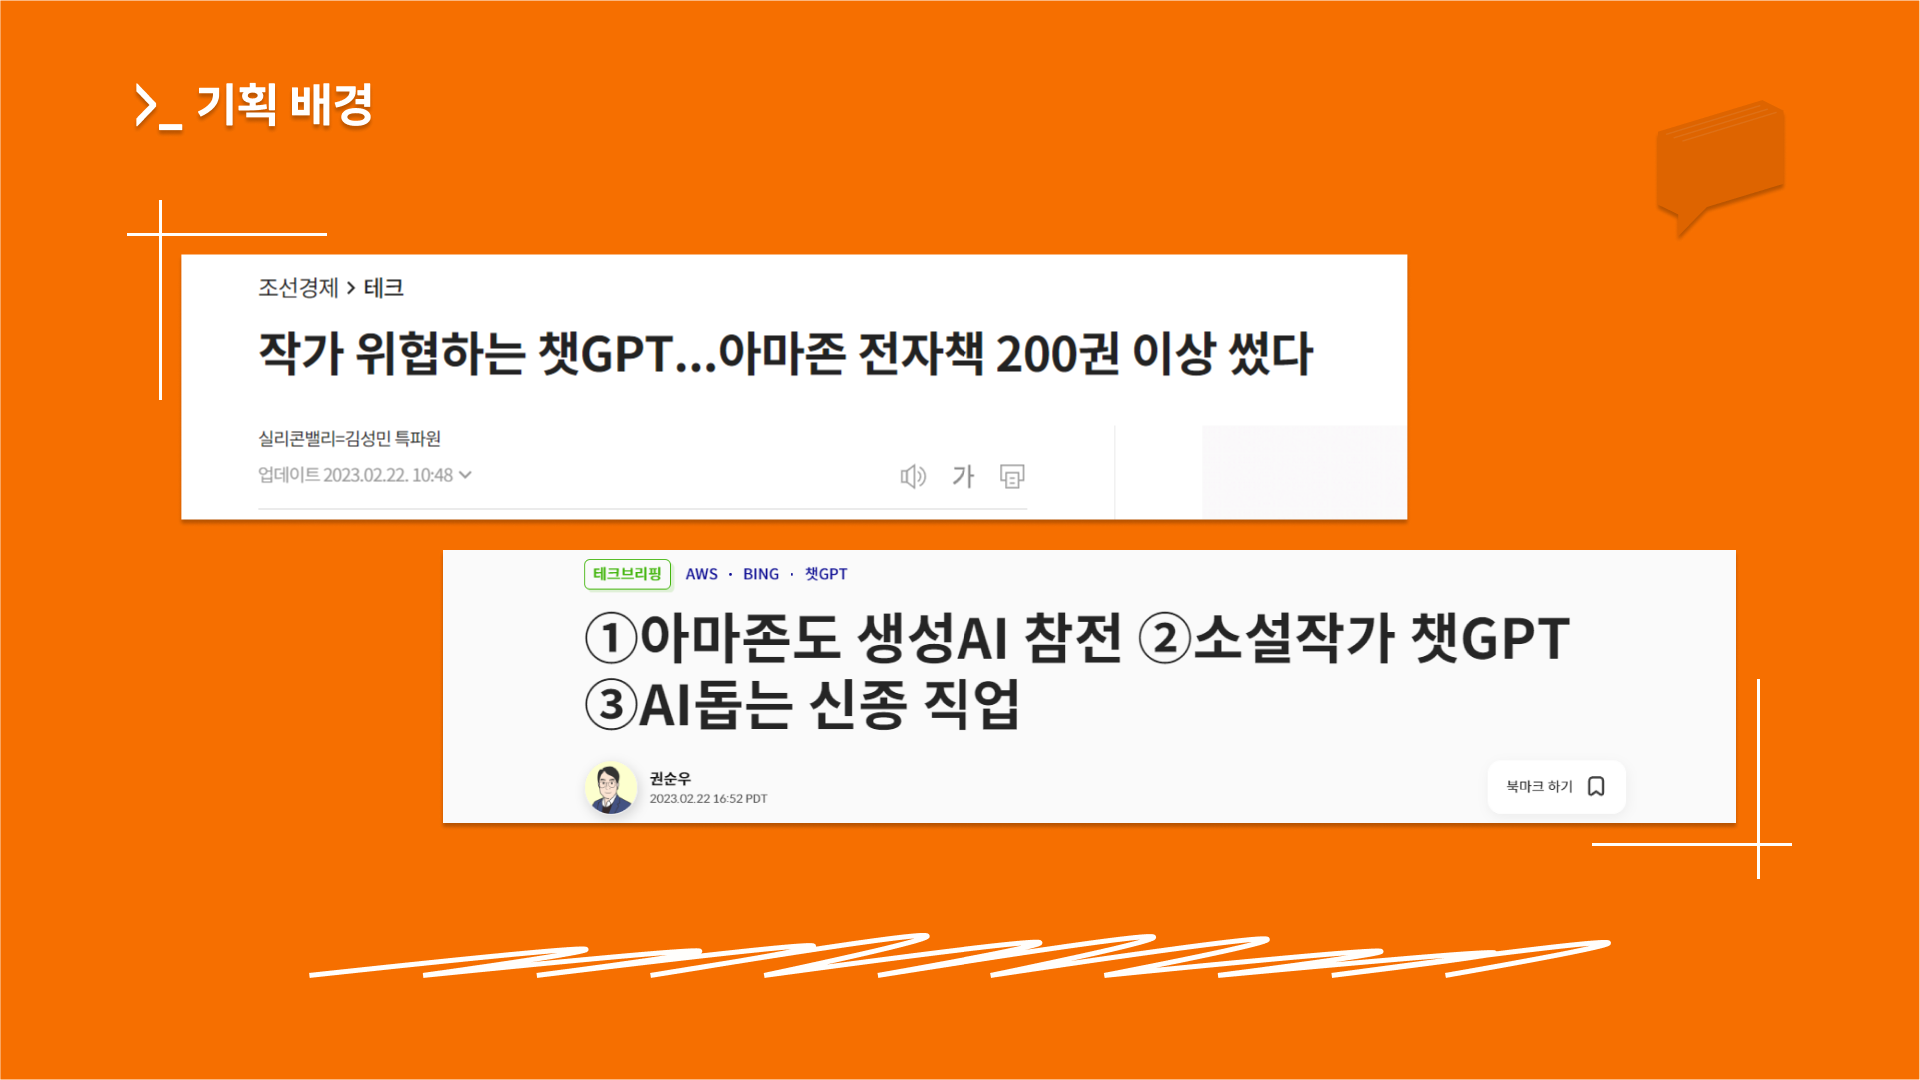 >_ 기획 배경
조선경제 > 테크
작가 위협하는 챗GPT...아마존 전자책 200권 이상 썼다
실리콘밸리=김성민 특파원
업데이트 2023.02.22. 10:48
가
테크브리핑 AWS · BING · 챗GPT
①아마존도 생성AI 참전 ②소설작가 챗GPT
③AI돕는 신종 직업
권순우
2023.02.22 16:52 PDT
북마크 하기